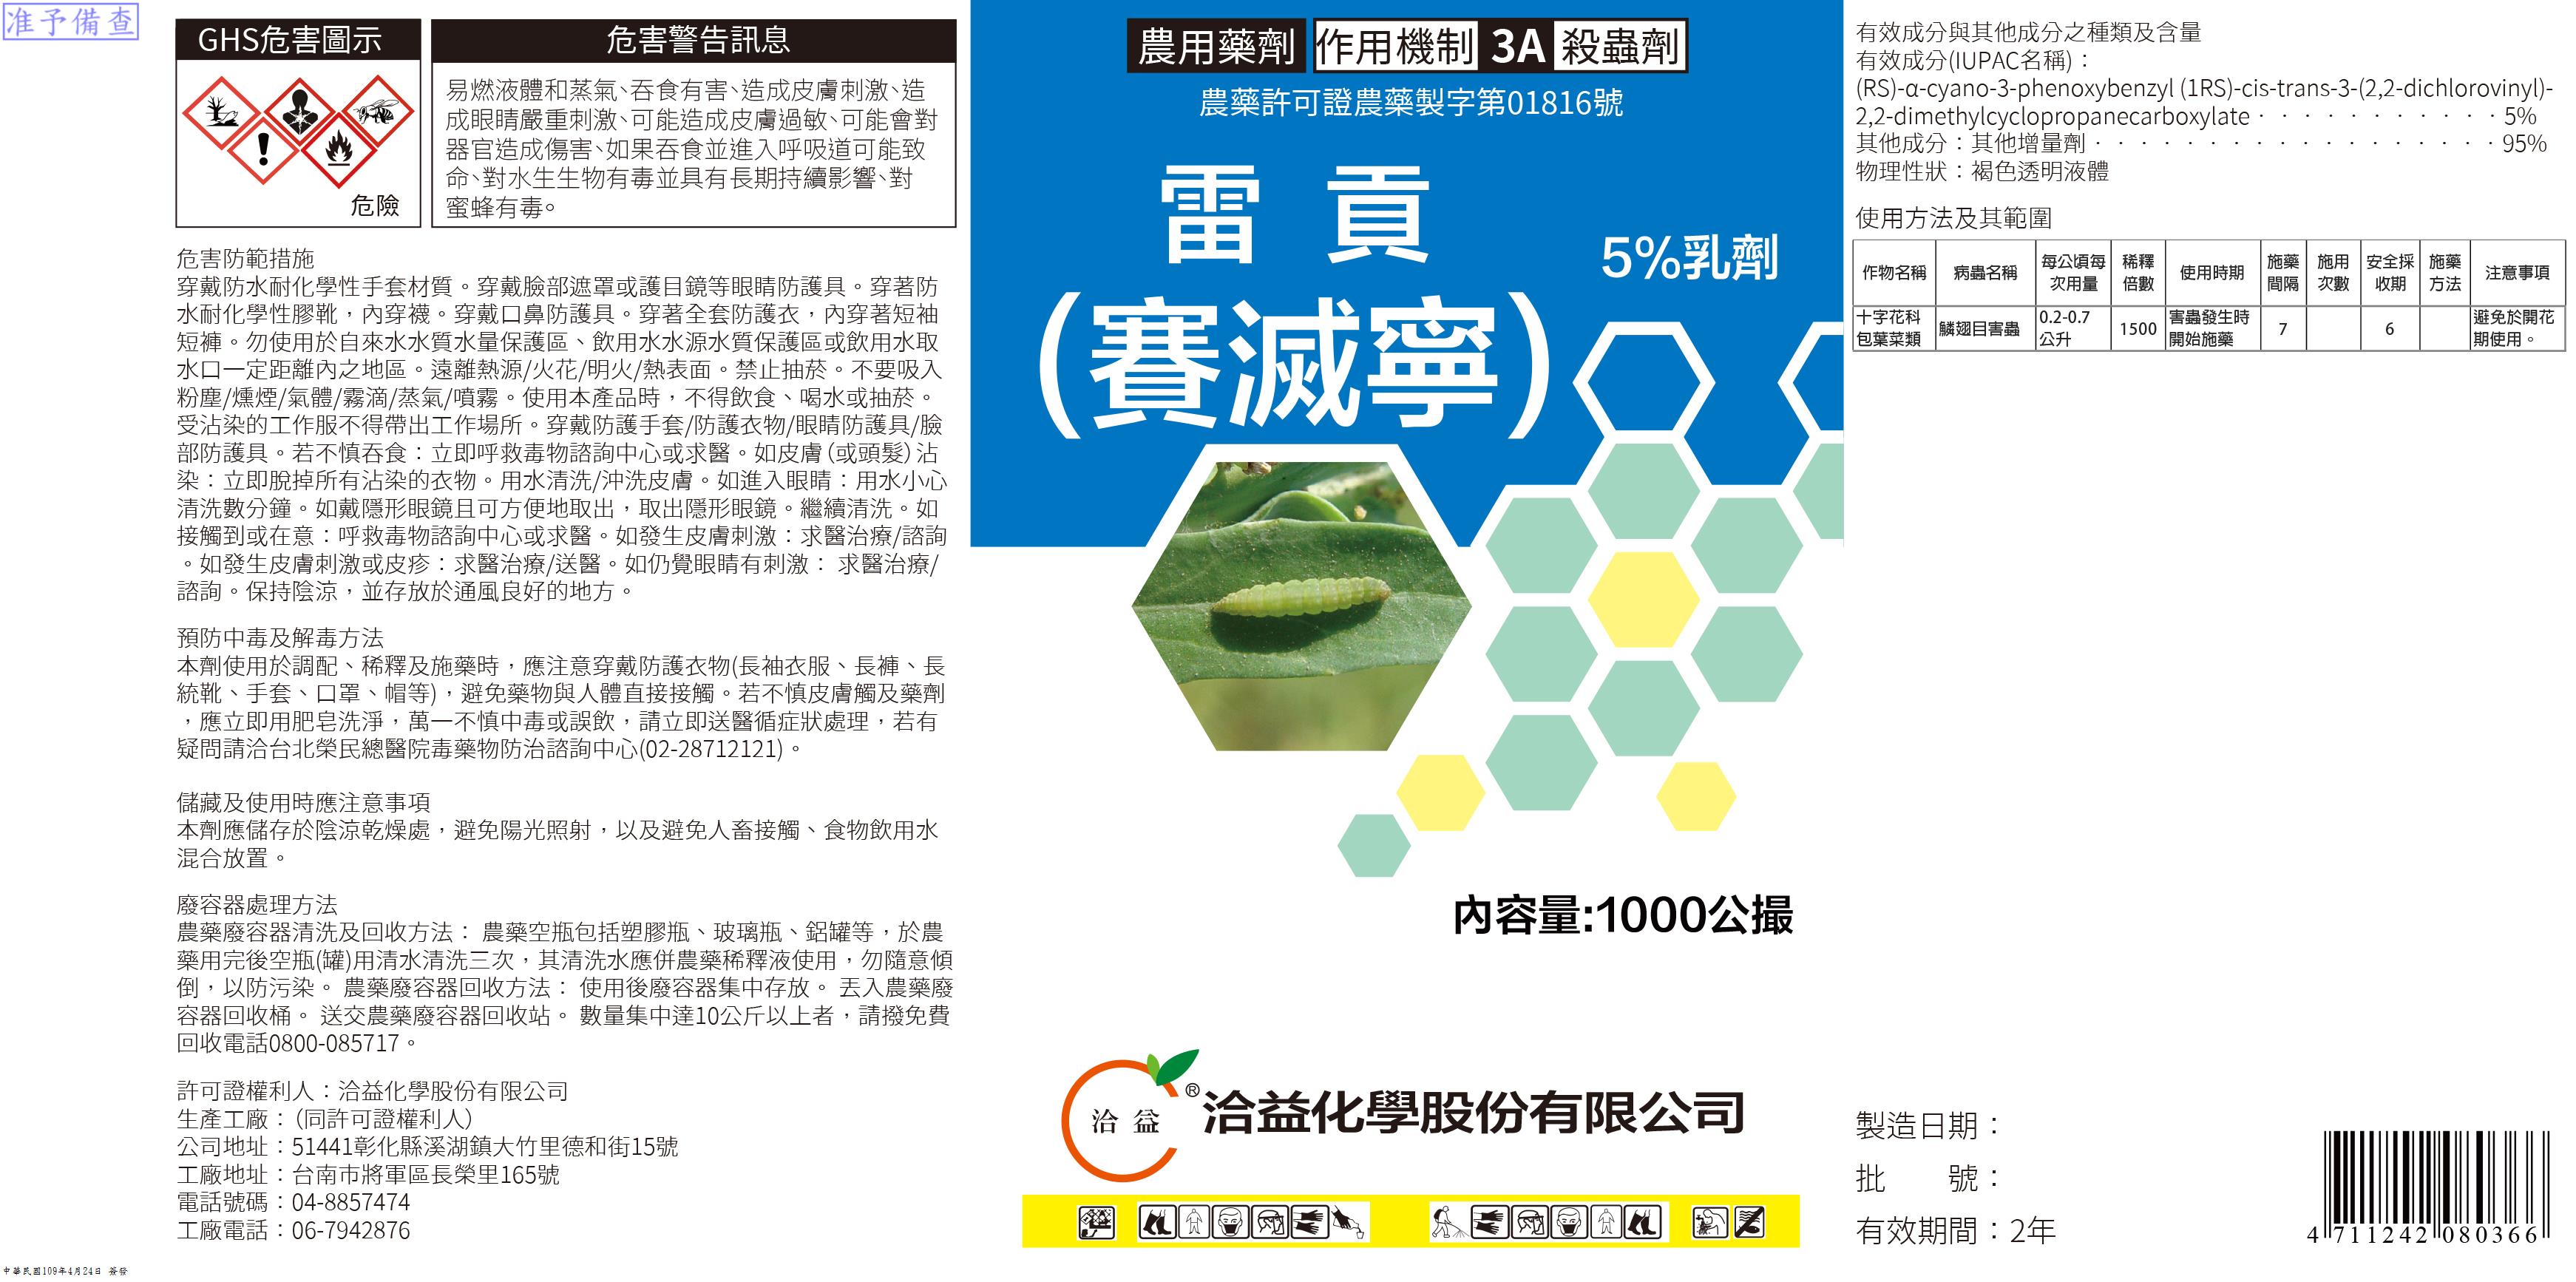 准予備查
GHS危害圖示
危險
危害警告訊息
易燃液體和蒸氣、吞食有害、造成皮膚刺激、造
成眼睛嚴重刺激、可能造成皮膚過敏、可能會對
器官造成傷害、如果吞食並進入呼吸道可能致
命、對水生生物有毒並具有長期持續影響、對
蜜蜂有毒。
危害防範措施
穿戴防水耐化學性手套材質。穿戴臉部遮罩或護目鏡等眼睛防護具。穿著防
水耐化學性膠靴，內穿襪。穿戴口鼻防護具。穿著全套防護衣，內穿著短袖
短褲。勿使用於自來水水質水量保護區、飲用水水源水質保護區或飲用水取
水口一定距離內之地區。遠離熱源/火花/明火/熱表面。禁止抽菸。不要吸入
粉塵/燻煙/氣體/霧滴/蒸氣/噴霧。使用本產品時，不得飲食、喝水或抽菸。
受沾染的工作服不得帶出工作場所。穿戴防護手套/防護衣物/眼睛防護具/臉
部防護具。若不慎吞食：立即呼救毒物諮詢中心或求醫。如皮膚（或頭髮）沾
染：立即脫掉所有沾染的衣物。用水清洗/沖洗皮膚。如進入眼睛：用水小心
清洗數分鐘。如戴隱形眼鏡且可方便地取出，取出隱形眼鏡。繼續清洗。如
接觸到或在意：呼救毒物諮詢中心或求醫。如發生皮膚刺激：求醫治療/諮詢
。如發生皮膚刺激或皮疹：求醫治療/送醫。如仍覺眼睛有刺激： 求醫治療/
諮詢。保持陰涼，並存放於通風良好的地方。
預防中毒及解毒方法
本劑使用於調配、稀釋及施藥時，應注意穿戴防護衣物(長袖衣服、長褲、長
統靴、手套、口罩、帽等)，避免藥物與人體直接接觸。若不慎皮膚觸及藥劑
，應立即用肥皂洗淨，萬一不慎中毒或誤飲，請立即送醫循症狀處理，若有
疑問請洽台北榮民總醫院毒藥物防治諮詢中心(02-28712121)。
儲藏及使用時應注意事項
本劑應儲存於陰涼乾燥處，避免陽光照射，以及避免人畜接觸、食物飲用水
混合放置。
廢容器處理方法
農藥廢容器清洗及回收方法： 農藥空瓶包括塑膠瓶、玻璃瓶、鋁罐等，於農
藥用完後空瓶(罐)用清水清洗三次，其清洗水應併農藥稀釋液使用，勿隨意傾
倒，以防污染。 農藥廢容器回收方法： 使用後廢容器集中存放。 丟入農藥廢
容器回收桶。 送交農藥廢容器回收站。 數量集中達10公斤以上者，請撥免費
回收電話0800-085717。
許可證權利人：洽益化學股份有限公司
生產工廠：（同許可證權利人）
公司地址：51441彰化縣溪湖鎮大竹里德和街15號
工廠地址：台南市將軍區長榮里165號
電話號碼：04-8857474
工廠電話：06-7942876
中華民國109年4月24日 簽發
農用藥劑 作用機制 3A 殺蟲劑
農藥許可證農藥製字第01816號
雷貢
5%乳劑
(賽滅寧)
內容量:1000公撮
洽益 ® 洽益化學股份有限公司
有效成分與其他成分之種類及含量
有效成分(IUPAC名稱)：
(RS)-α-cyano-3-phenoxybenzyl (1RS)-cis-trans-3-(2,2-dichlorovinyl)-
2,2-dimethylcyclopropanecarboxylate · · · · · · · · · · · 5%
其他成分：其他增量劑 · · · · · · · · · · · · · · · · · · 95%
物理性狀：褐色透明液體
使用方法及其範圍
作物名稱 病蟲名稱 每公頃每次用量 稀釋倍數 使用時期 施藥間隔 施用次數 安全採收期 施藥方法 注意事項
十字花科包葉菜類 鱗翅目害蟲 0.2-0.7公升 1500 害蟲發生時開始施藥 7 6 避免於開花期使用。
製造日期：
批 號：
有效期間：2年
4 711242 080366